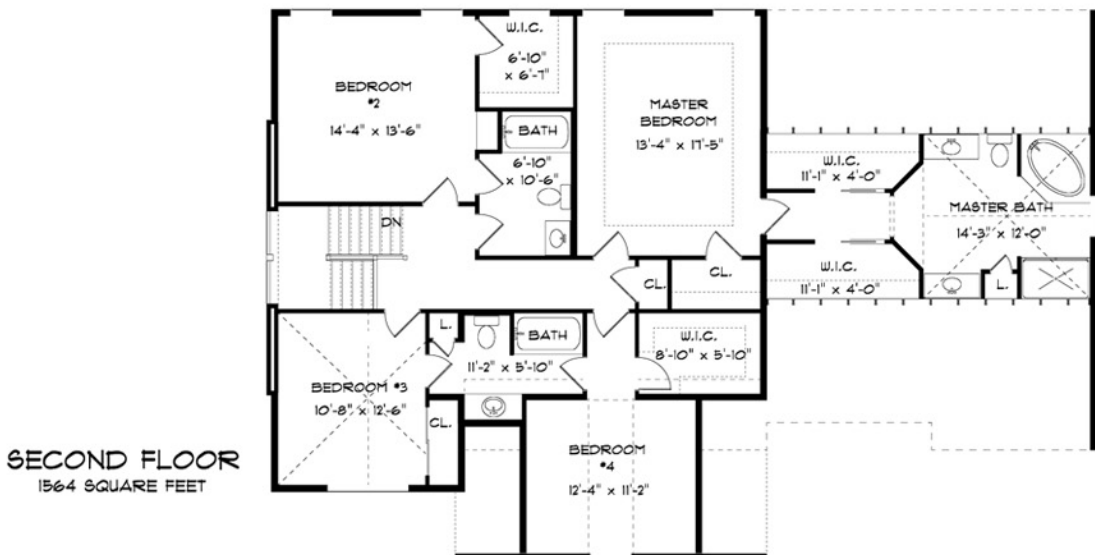 W.I.C.
6'-10"
x 6'-7"
BEDROOM
#2
14'-4" x 13'-6"
BATH
6'-10"
x 10'-6"
MASTER
BEDROOM
13'-4" x 17'-5"
W.I.C.
11'-1" x 4'-0"
MASTER BATH
14'-3" x 12'-0"
W.I.C.
11'-1" x 4'-0"
L.
DN
CL.
CL.
L.
BATH
11'-2" x 5'-10"
W.I.C.
8'-10" x 5'-10"
BEDROOM #3
10'-8" x 12'-6"
CL.
BEDROOM
#4
12'-4" x 11'-2"
SECOND FLOOR
1564 SQUARE FEET